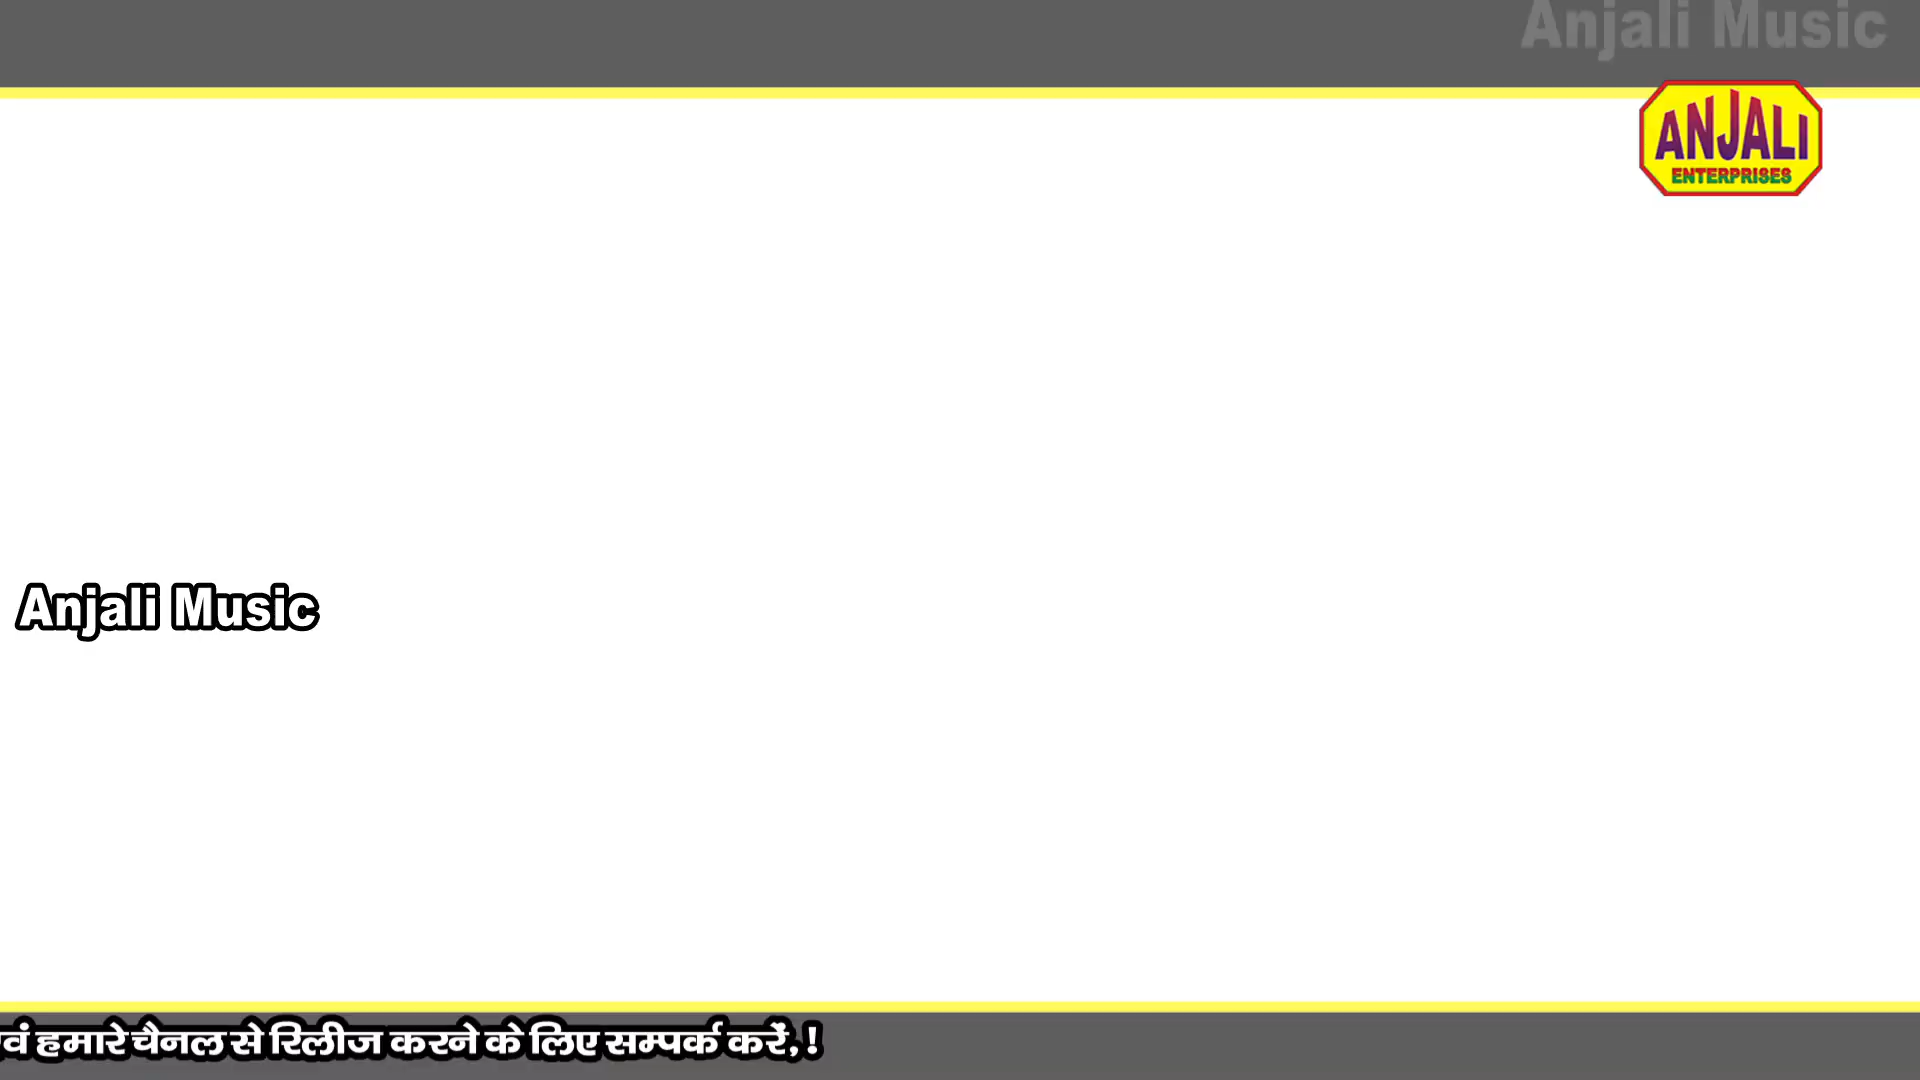 Anjali Music
ANJALI
ENTERPRISES
Anjali Music
हमारे चैनल से रिलीज करने के लिए सम्पर्क करें,!